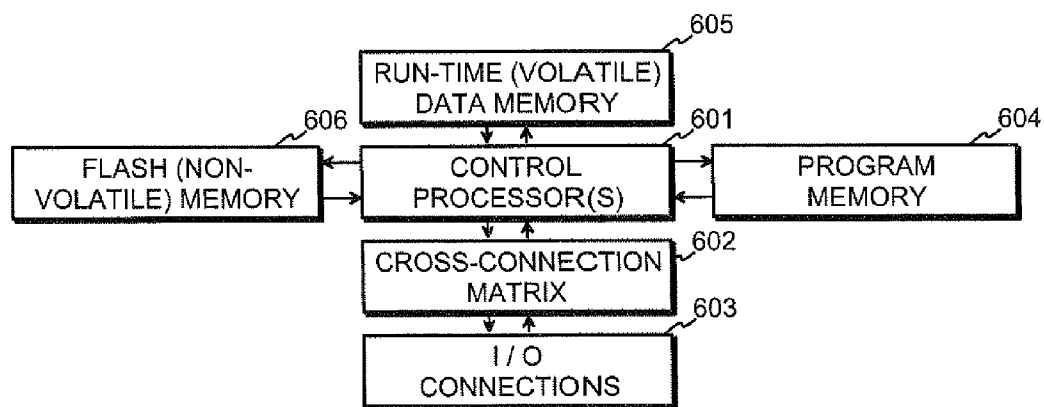 605
RUN-TIME (VOLATILE)
DATA MEMORY
606
FLASH (NON-
VOLATILE) MEMORY
601
CONTROL
PROCESSOR(S)
604
PROGRAM
MEMORY
602
CROSS-CONNECTION
MATRIX
603
I / O
CONNECTIONS